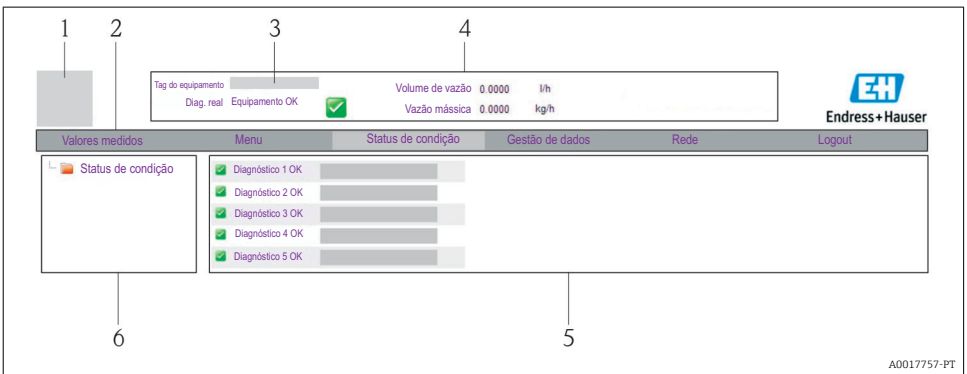 1 2 3 4
Tag do equipamento Volume de vazão 0.0000 l/h
Diag. real Equipamento OK Vazão mássica 0.0000 kg/h
EH
Endress+Hauser
Valores medidos Menu Status de condição Gestão de dados Rede Logout
Status de condição
Diagnóstico 1 OK
Diagnóstico 2 OK
Diagnóstico 3 OK
Diagnóstico 4 OK
Diagnóstico 5 OK
6 5
A0017757-PT